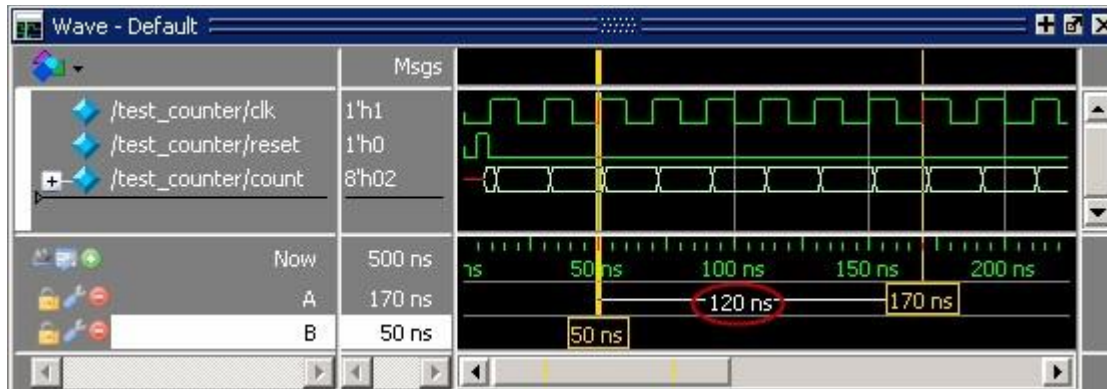 Wave - Default
Msgs
/test_counter/clk 1'h1
/test_counter/reset 1'h0
/test_counter/count 8'h02
Now 500 ns ns 50 ns 100 ns 150 ns 200 ns
A 170 ns 120 ns 170 ns
B 50 ns 50 ns